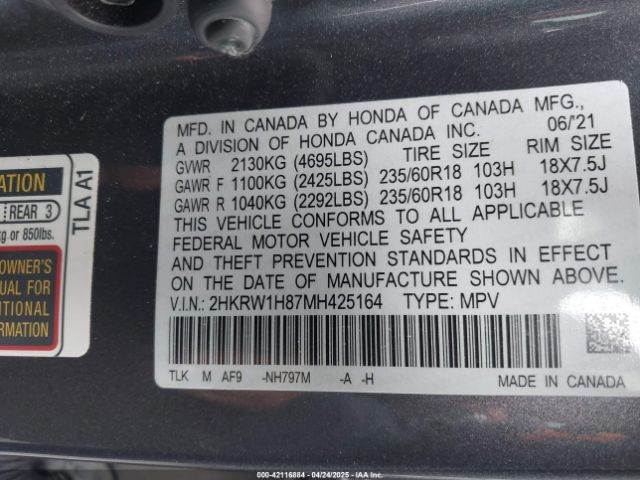 MFD. IN CANADA BY HONDA OF CANADA MFG.,
A DIVISION OF HONDA CANADA INC. 06/'21
GVWR 2130KG (4695LBS) TIRE SIZE RIM SIZE
GAWR F 1100KG (2425LBS) 235/60R18 103H 18X7.5J
GAWR R 1040KG (2292LBS) 235/60R18 103H 18X7.5J
THIS VEHICLE CONFORMS TO ALL APPLICABLE
FEDERAL MOTOR VEHICLE SAFETY
AND THEFT PREVENTION STANDARDS IN EFFECT
ON THE DATE OF MANUFACTURE SHOWN ABOVE.
V.I.N.: 2HKRW1H87MH425164 TYPE: MPV
TLK M AF9 -NH797M -A -H
MADE IN CANADA
TLA A1
ATION
REAR 3
kg or 850lbs.
OWNER'S
UAL FOR
ITIONAL
RMATION
000-42116884 - 04/24/2025 - IAAI.COM